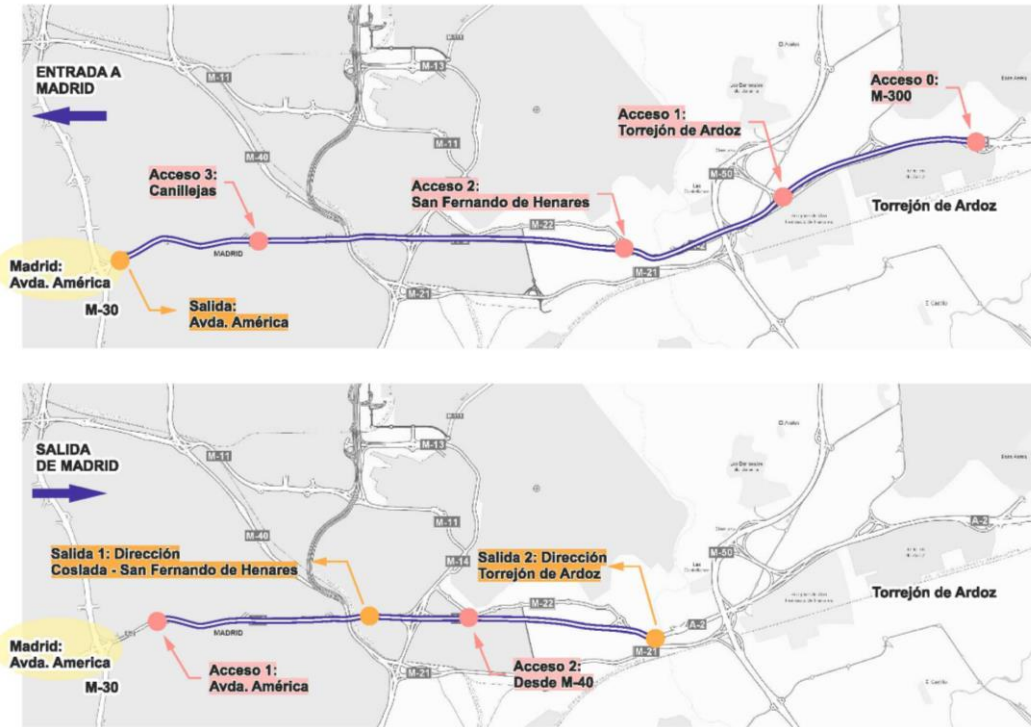 ENTRADA A
MADRID
M-11
M-13
M-40
M-11
Acceso 0:
M-300
Acceso 1:
Torrejón de Ardoz
M-50
Acceso 3:
Canillejas
Acceso 2:
San Fernando de Henares
Torrejón de Ardoz
M-22
MADRID
Madrid:
Avda. América
M-21
M-21
M-30
Salida:
Avda. América
El Castillo
SALIDA
DE MADRID
M-11
M-13
M-40
M-11
A-2
M-50
Salida 1: Dirección
Coslada - San Fernando de Henares
M-14
Salida 2: Dirección
Torrejón de Ardoz
Torrejón de Ardoz
M-22
A-2
MADRID
Madrid:
Avda. America
M-21
M-21
Acceso 1:
Avda. América
Acceso 2:
Desde M-40
M-30
El Castillo